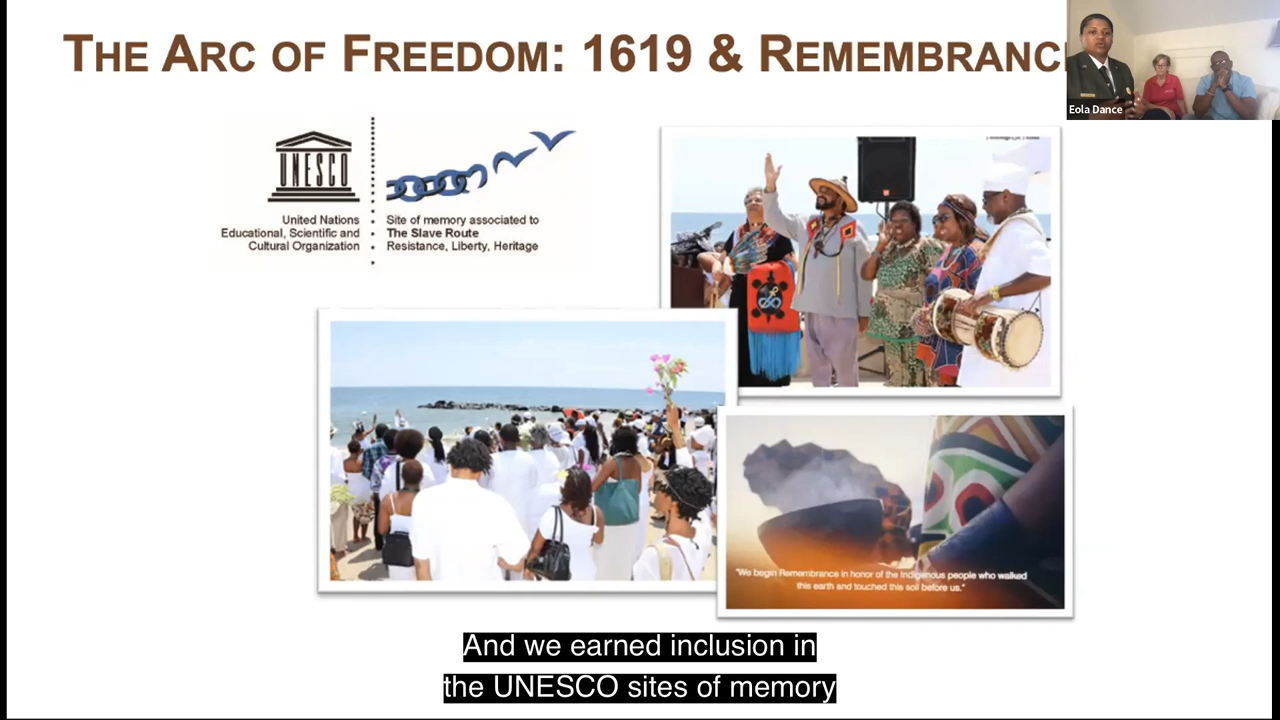 THE ARC OF FREEDOM: 1619 & REMEMBRANC
Eola Dance
UNESCO
United Nations
Educational, Scientific and
Cultural Organization
Site of memory associated to
The Slave Route
Resistance, Liberty, Heritage
"We begin Remembrance in honor of the Indigenous people who walked
this earth and touched this soil before us."
And we earned inclusion in
the UNESCO sites of memory